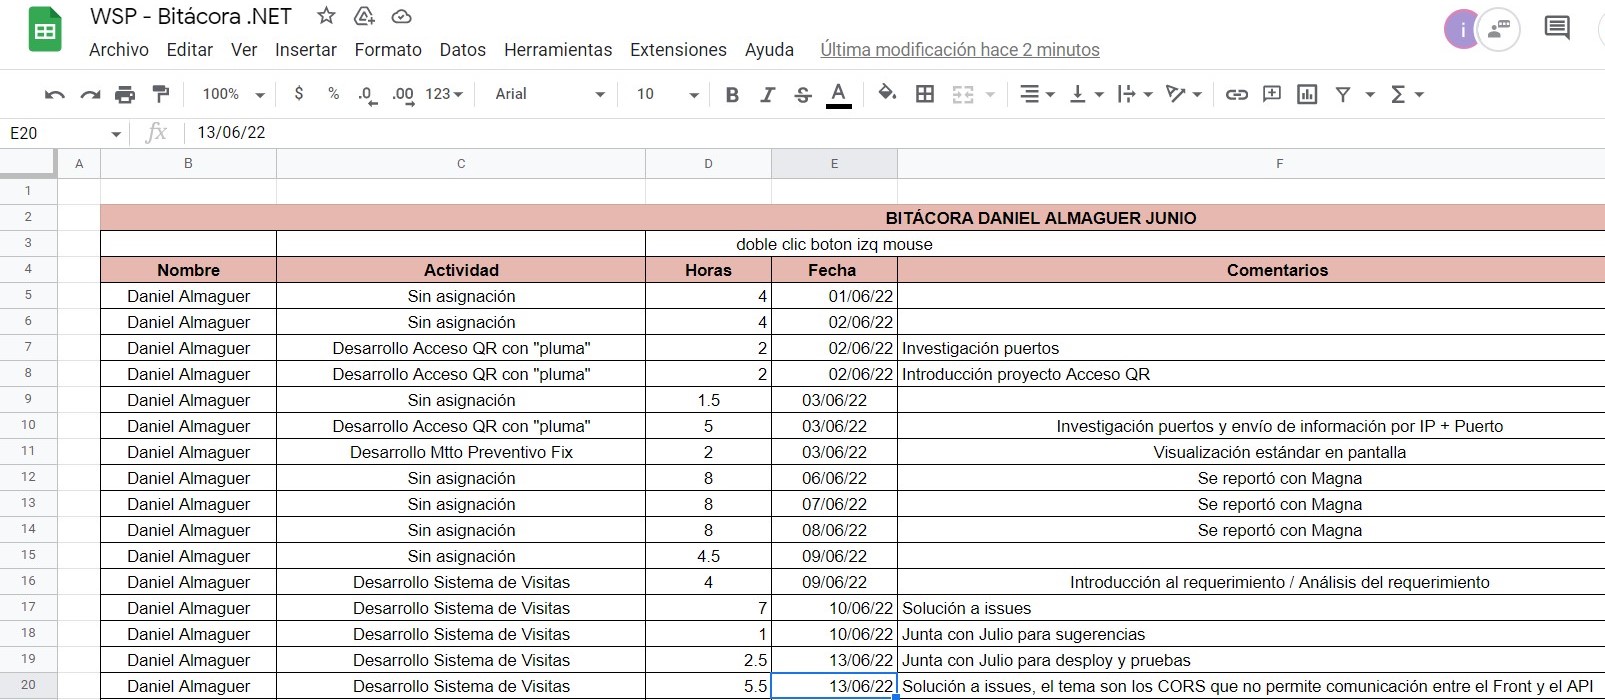 WSP - Bitácora .NET
Archivo Editar Ver Insertar Formato Datos Herramientas Extensiones Ayuda Última modificación hace 2 minutos
i
100% $ % .0 .00 123 Arial 10 B I S A Σ
E20 fx 13/06/22
A B C D E F
1
2 BITÁCORA DANIEL ALMAGUER JUNIO
3 doble clic boton izq mouse
4 Nombre Actividad Horas Fecha Comentarios
5 Daniel Almaguer Sin asignación 4 01/06/22
6 Daniel Almaguer Sin asignación 4 02/06/22
7 Daniel Almaguer Desarrollo Acceso QR con "pluma" 2 02/06/22 Investigación puertos
8 Daniel Almaguer Desarrollo Acceso QR con "pluma" 2 02/06/22 Introducción proyecto Acceso QR
9 Daniel Almaguer Sin asignación 1.5 03/06/22
10 Daniel Almaguer Desarrollo Acceso QR con "pluma" 5 03/06/22 Investigación puertos y envío de información por IP + Puerto
11 Daniel Almaguer Desarrollo Mtto Preventivo Fix 2 03/06/22 Visualización estándar en pantalla
12 Daniel Almaguer Sin asignación 8 06/06/22 Se reportó con Magna
13 Daniel Almaguer Sin asignación 8 07/06/22 Se reportó con Magna
14 Daniel Almaguer Sin asignación 8 08/06/22 Se reportó con Magna
15 Daniel Almaguer Sin asignación 4.5 09/06/22
16 Daniel Almaguer Desarrollo Sistema de Visitas 4 09/06/22 Introducción al requerimiento / Análisis del requerimiento
17 Daniel Almaguer Desarrollo Sistema de Visitas 7 10/06/22 Solución a issues
18 Daniel Almaguer Desarrollo Sistema de Visitas 1 10/06/22 Junta con Julio para sugerencias
19 Daniel Almaguer Desarrollo Sistema de Visitas 2.5 13/06/22 Junta con Julio para desploy y pruebas
20 Daniel Almaguer Desarrollo Sistema de Visitas 5.5 13/06/22 Solución a issues, el tema son los CORS que no permite comunicación entre el Front y el API